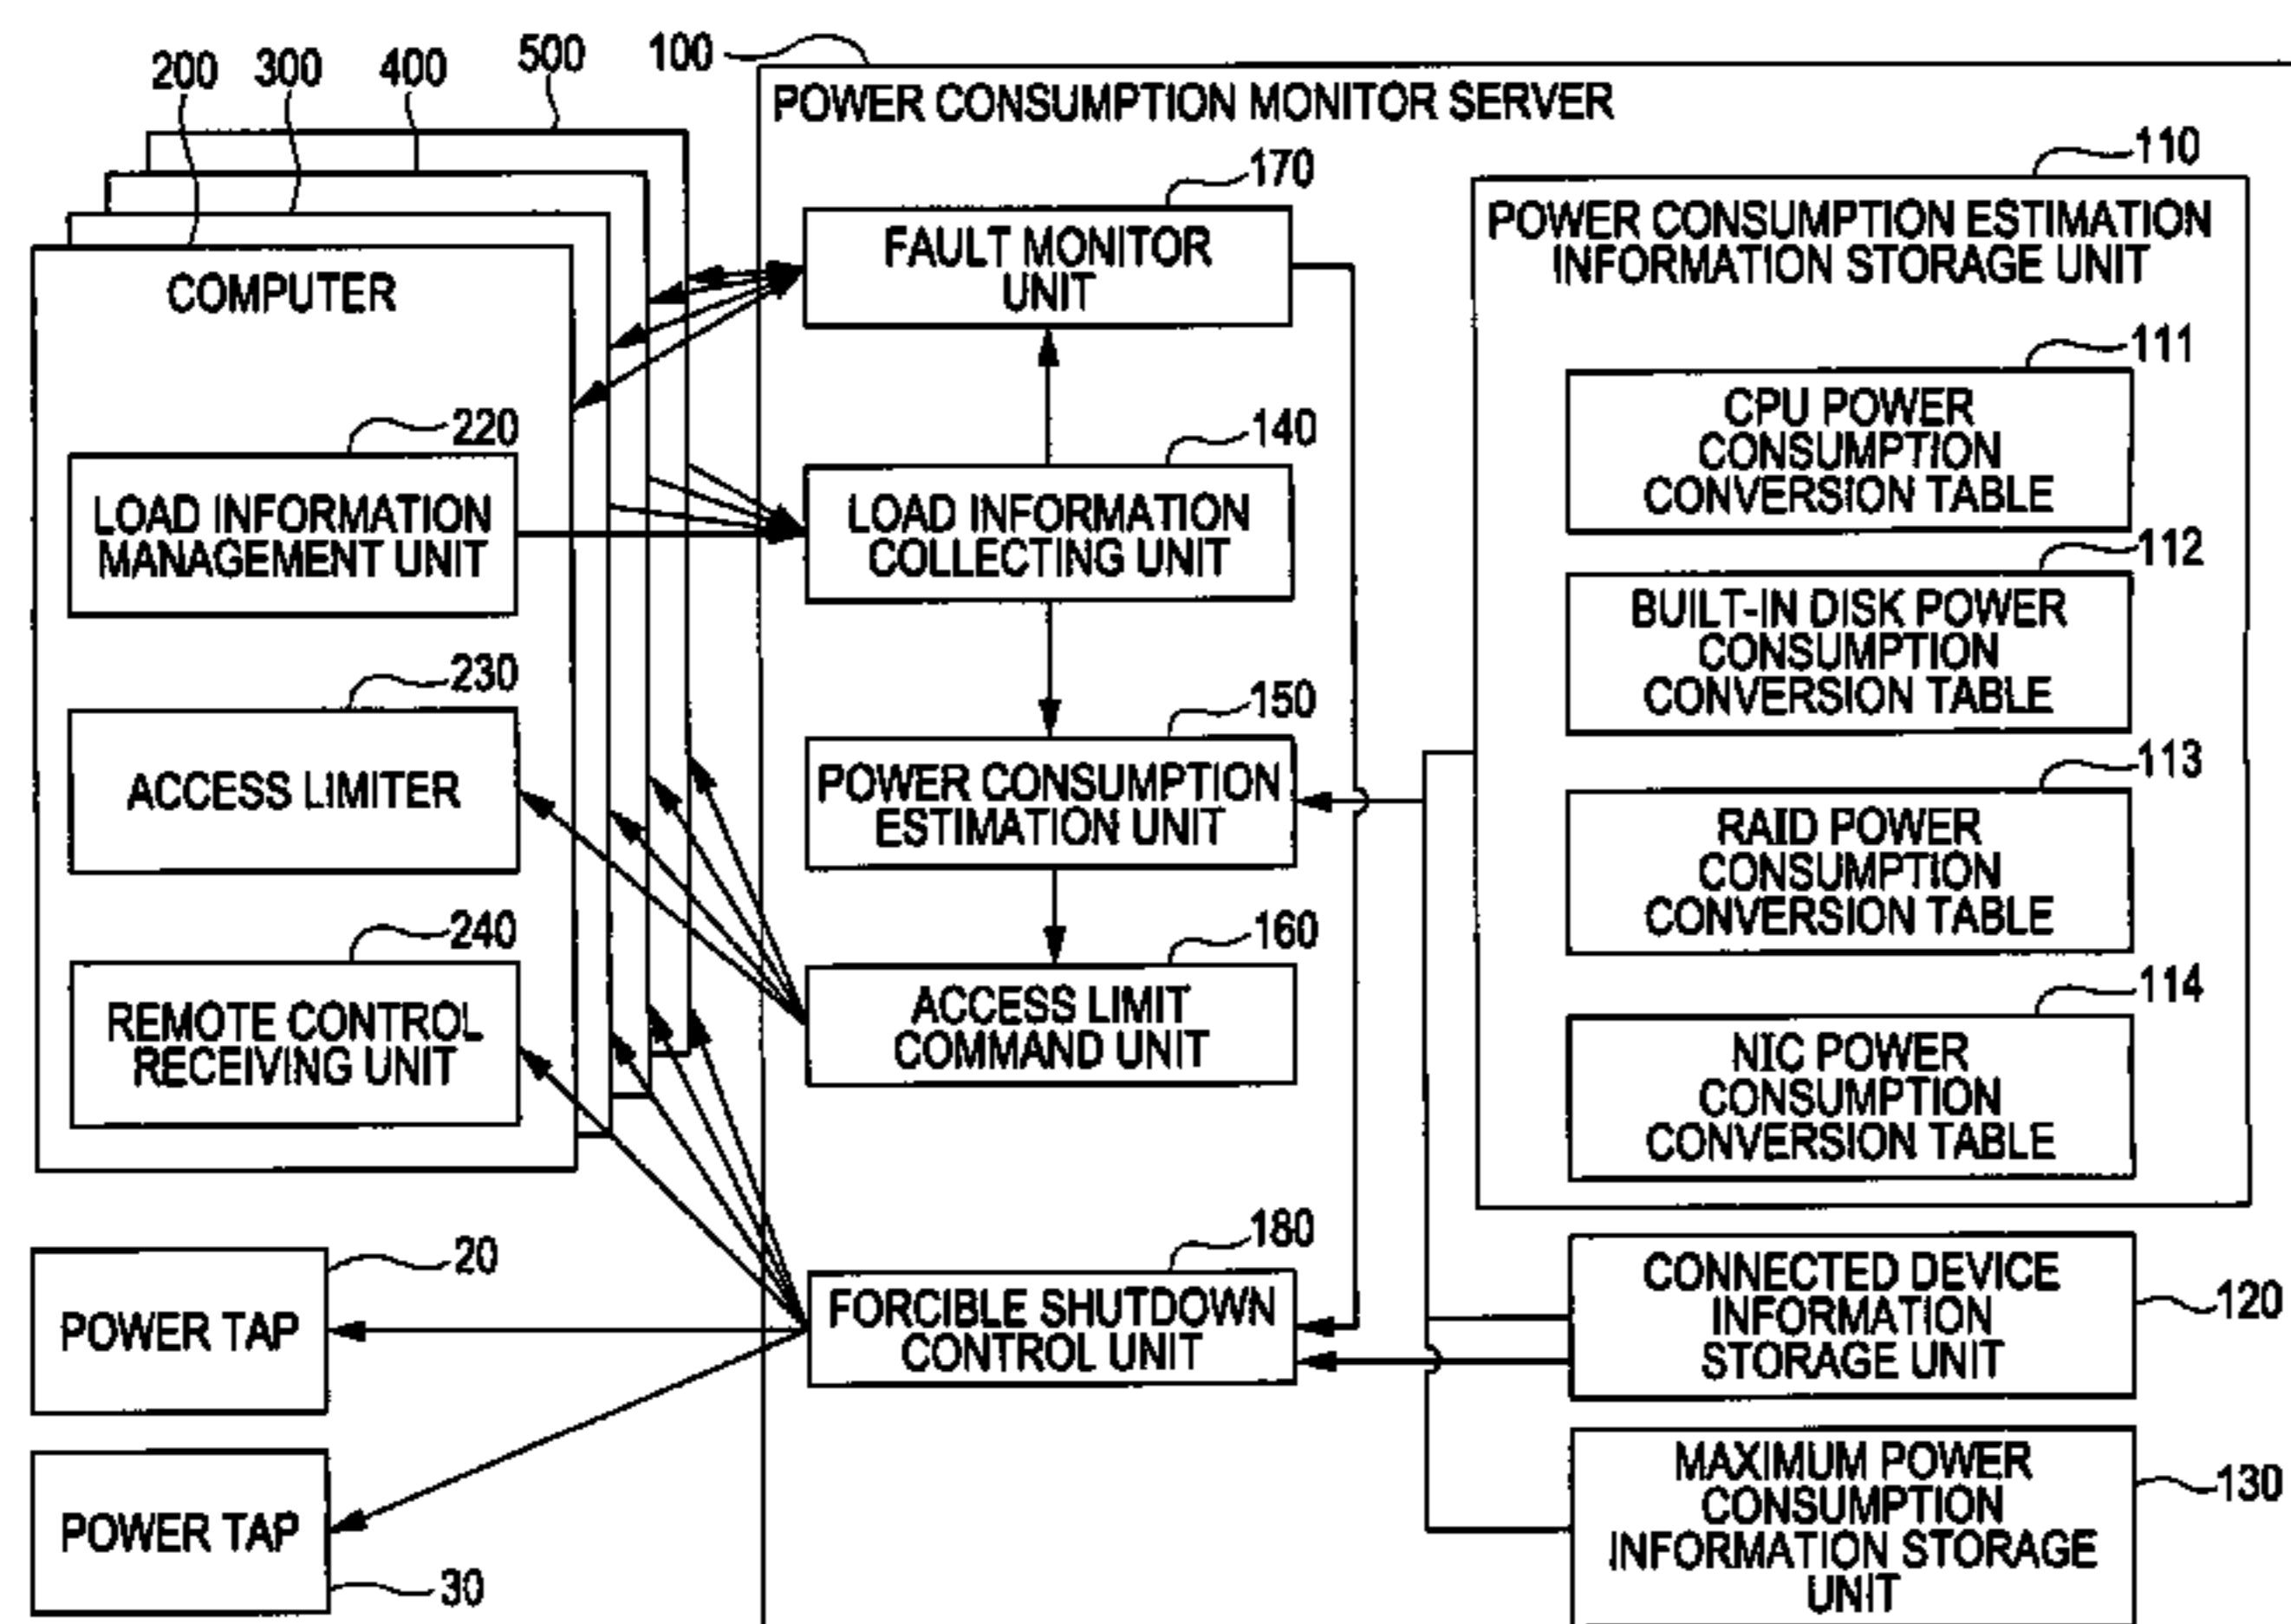 200
300
400
500
100
POWER CONSUMPTION MONITOR SERVER
COMPUTER
220
LOAD INFORMATION
MANAGEMENT UNIT
230
ACCESS LIMITER
240
REMOTE CONTROL
RECEIVING UNIT
20
POWER TAP
POWER TAP
30
170
FAULT MONITOR
UNIT
140
LOAD INFORMATION
COLLECTING UNIT
150
POWER CONSUMPTION
ESTIMATION UNIT
160
ACCESS LIMIT
COMMAND UNIT
180
FORCIBLE SHUTDOWN
CONTROL UNIT
110
POWER CONSUMPTION ESTIMATION
INFORMATION STORAGE UNIT
111
CPU POWER
CONSUMPTION
CONVERSION TABLE
112
BUILT-IN DISK POWER
CONSUMPTION
CONVERSION TABLE
113
RAID POWER
CONSUMPTION
CONVERSION TABLE
114
NIC POWER
CONSUMPTION
CONVERSION TABLE
CONNECTED DEVICE
INFORMATION
STORAGE UNIT
120
MAXIMUM POWER
CONSUMPTION
INFORMATION STORAGE
UNIT
130